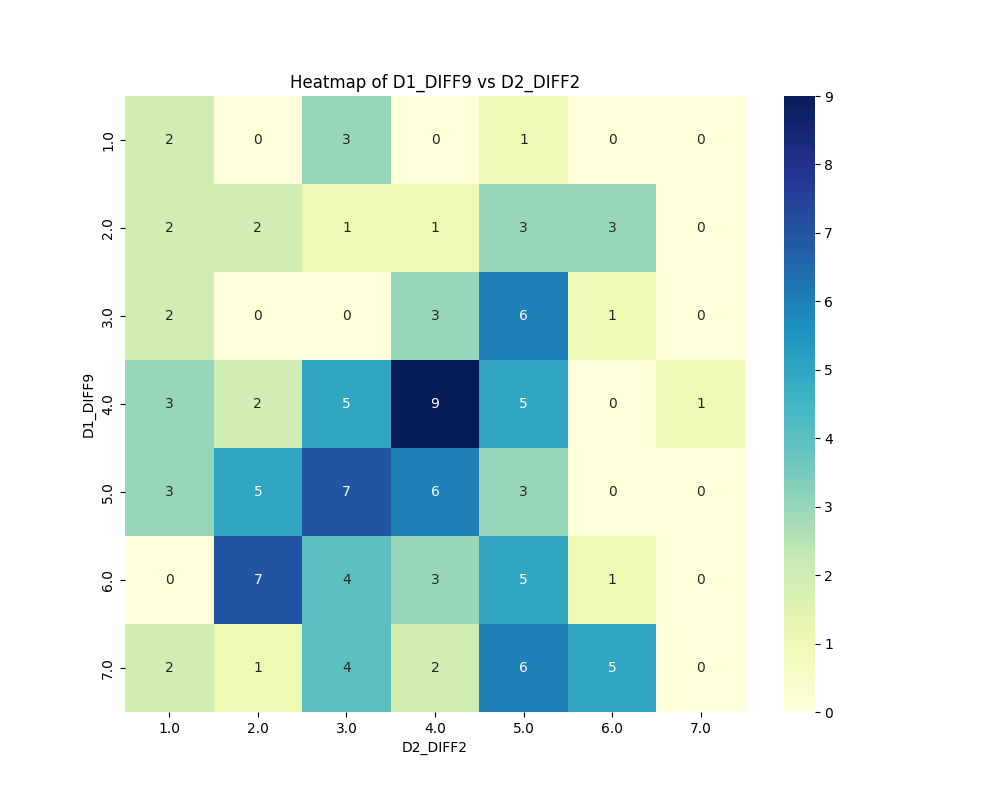 Heatmap of D1_DIFF9 vs D2_DIFF2
D1_DIFF9
1.0 2 0 3 0 1 0 0
2.0 2 2 1 1 3 3 0
3.0 2 0 0 3 6 1 0
4.0 3 2 5 9 5 0 1
5.0 3 5 7 6 3 0 0
6.0 0 7 4 3 5 1 0
7.0 2 1 4 2 6 5 0
1.0 2.0 3.0 4.0 5.0 6.0 7.0
D2_DIFF2
9
8
7
6
5
4
3
2
1
0